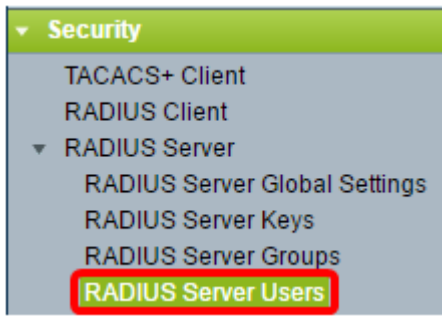 Security
TACACS+ Client
RADIUS Client
RADIUS Server
RADIUS Server Global Settings
RADIUS Server Keys
RADIUS Server Groups
RADIUS Server Users